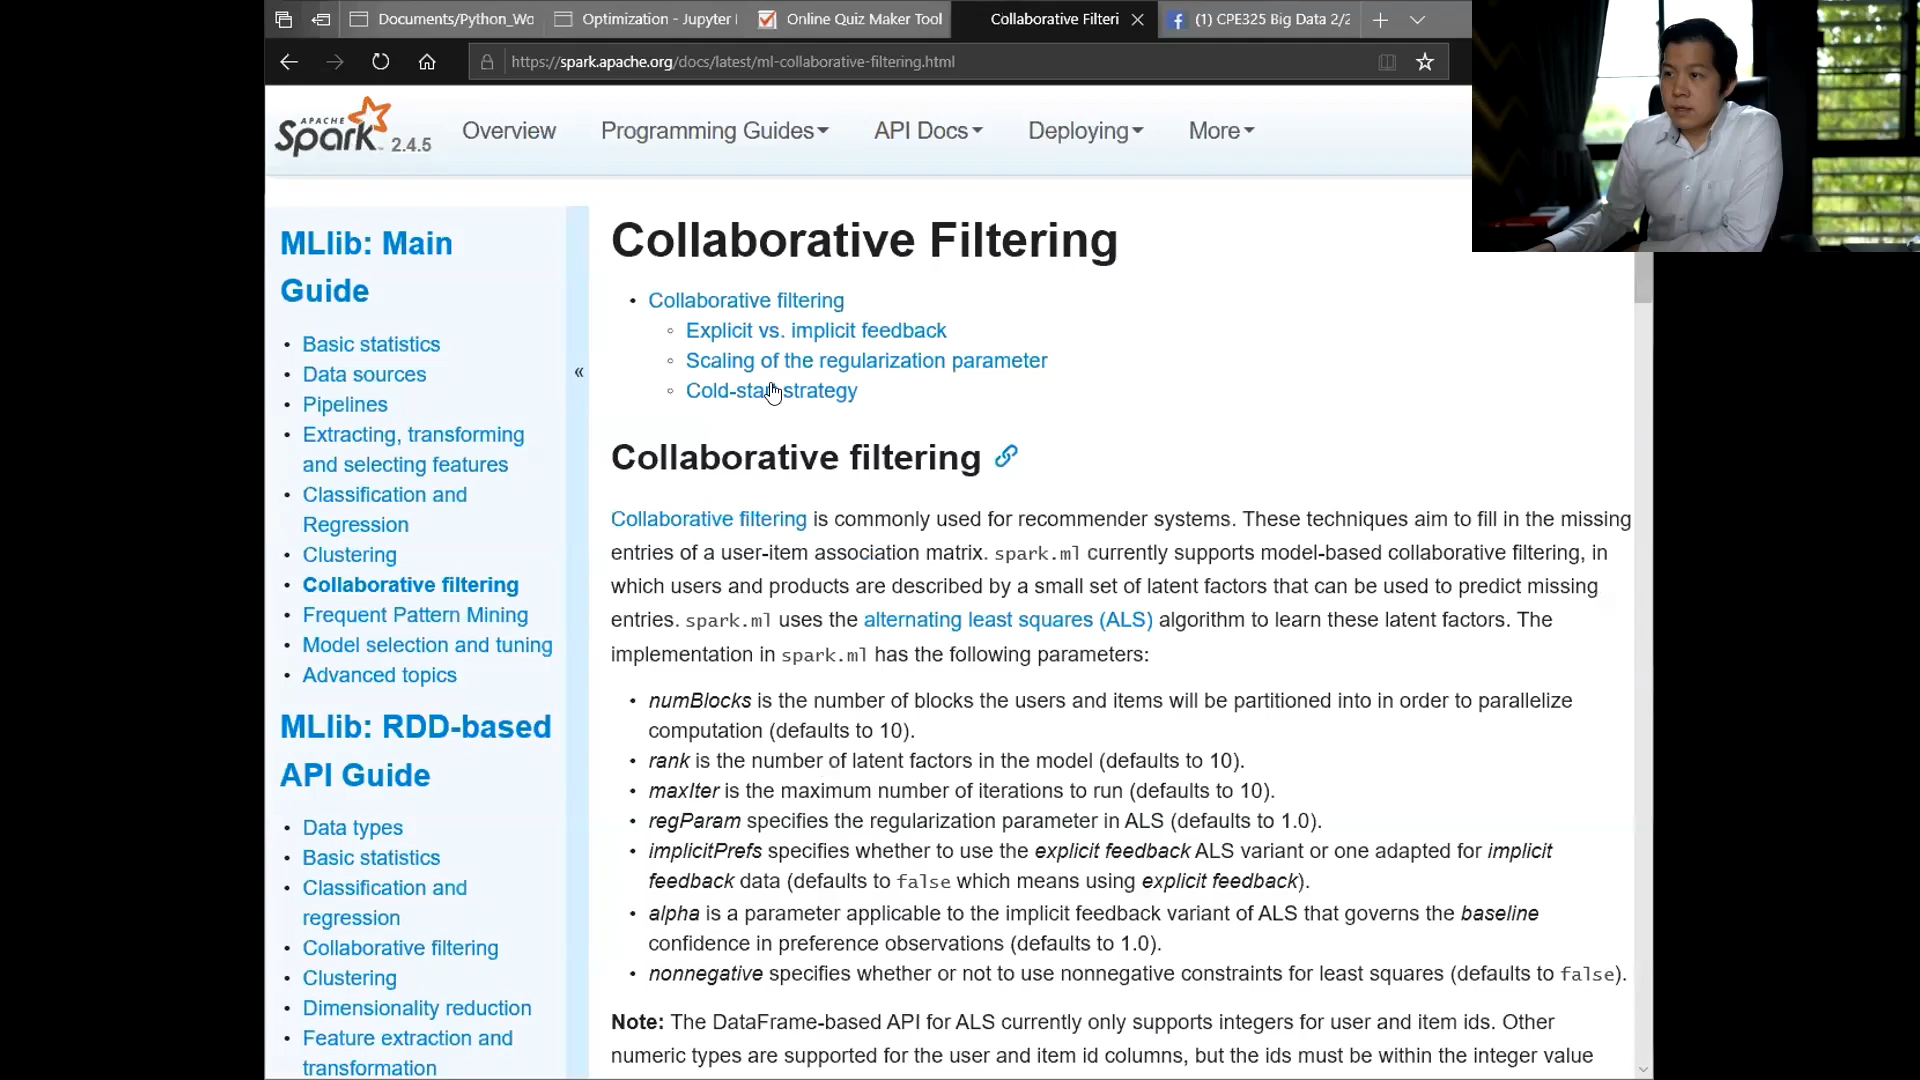 Documents/Python_Wo
Optimization - Jupyter
Online Quiz Maker Tool
Collaborative Filteri
(1) CPE325 Big Data 2/2
https://spark.apache.org/docs/latest/ml-collaborative-filtering.html
APACHE
Spark 2.4.5
Overview
Programming Guides
API Docs
Deploying
More
MLlib: Main
Guide
Basic statistics
Data sources
Pipelines
Extracting, transforming
and selecting features
Classification and
Regression
Clustering
Collaborative filtering
Frequent Pattern Mining
Model selection and tuning
Advanced topics
MLlib: RDD-based
API Guide
Data types
Basic statistics
Classification and
regression
Collaborative filtering
Clustering
Dimensionality reduction
Feature extraction and
transformation
«
Collaborative Filtering
• Collaborative filtering
◦ Explicit vs. implicit feedback
◦ Scaling of the regularization parameter
◦ Cold-start strategy
Collaborative filtering
Collaborative filtering is commonly used for recommender systems. These techniques aim to fill in the missing
entries of a user-item association matrix. spark.ml currently supports model-based collaborative filtering, in
which users and products are described by a small set of latent factors that can be used to predict missing
entries. spark.ml uses the alternating least squares (ALS) algorithm to learn these latent factors. The
implementation in spark.ml has the following parameters:
• numBlocks is the number of blocks the users and items will be partitioned into in order to parallelize
computation (defaults to 10).
• rank is the number of latent factors in the model (defaults to 10).
• maxIter is the maximum number of iterations to run (defaults to 10).
• regParam specifies the regularization parameter in ALS (defaults to 1.0).
• implicitPrefs specifies whether to use the explicit feedback ALS variant or one adapted for implicit
feedback data (defaults to false which means using explicit feedback).
• alpha is a parameter applicable to the implicit feedback variant of ALS that governs the baseline
confidence in preference observations (defaults to 1.0).
• nonnegative specifies whether or not to use nonnegative constraints for least squares (defaults to false).
Note: The DataFrame-based API for ALS currently only supports integers for user and item ids. Other
numeric types are supported for the user and item id columns, but the ids must be within the integer value